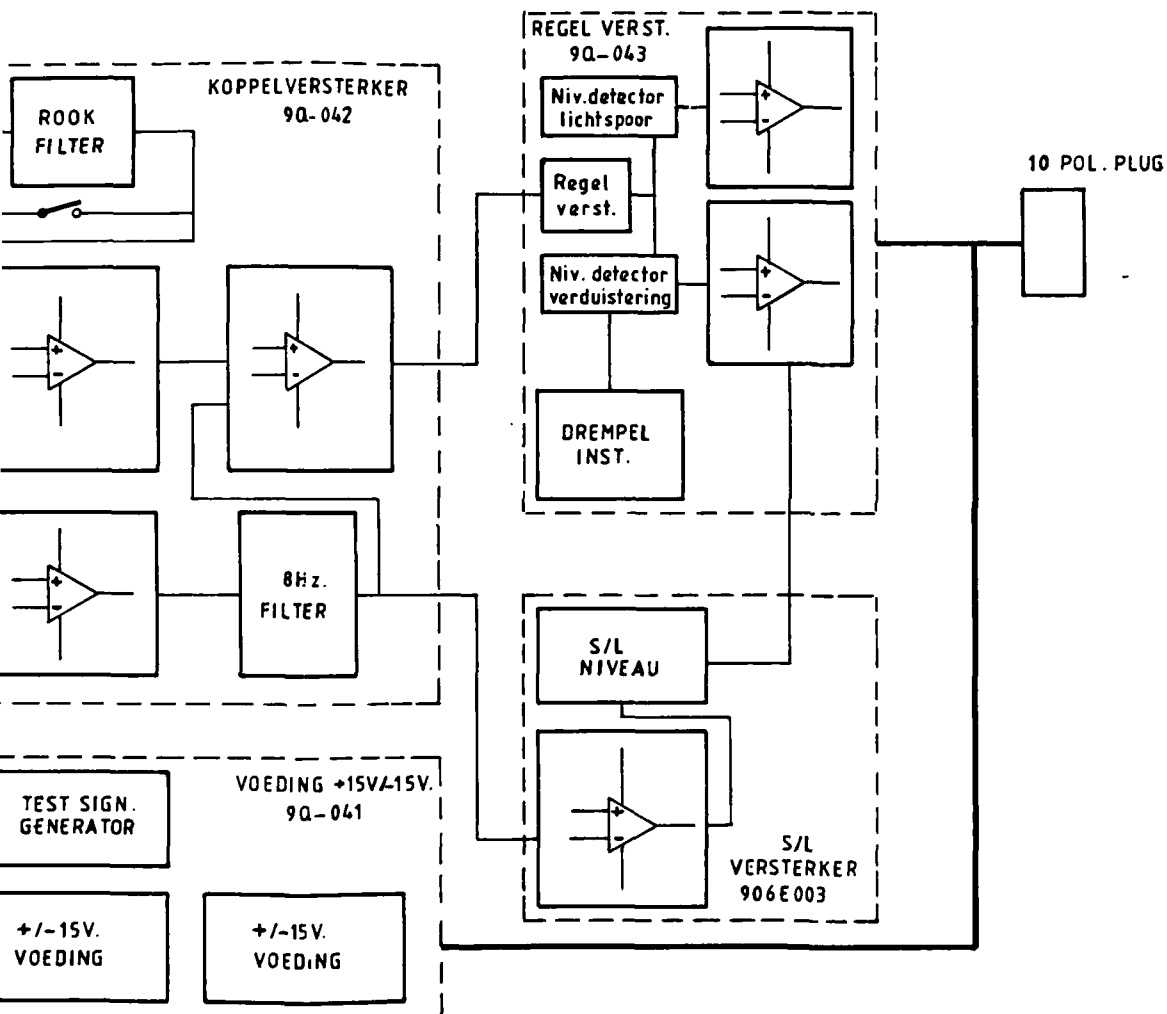 REGEL VERST.
9Q-043
Niv.detector
lichtspoor
Regel
verst.
Niv. detector
verduistering
DREMPEL
INST.
10 POL. PLUG
KOPPELVERSTERKER
9Q-042
ROOK
FILTER
+
-
+
-
+
-
+
-
+
-
8Hz.
FILTER
S/L
NIVEAU
+
-
S/L
VERSTERKER
906E003
VOEDING +15V/-15V.
9Q-041
TEST SIGN.
GENERATOR
+/-15V.
VOEDING
+/-15V.
VOEDING